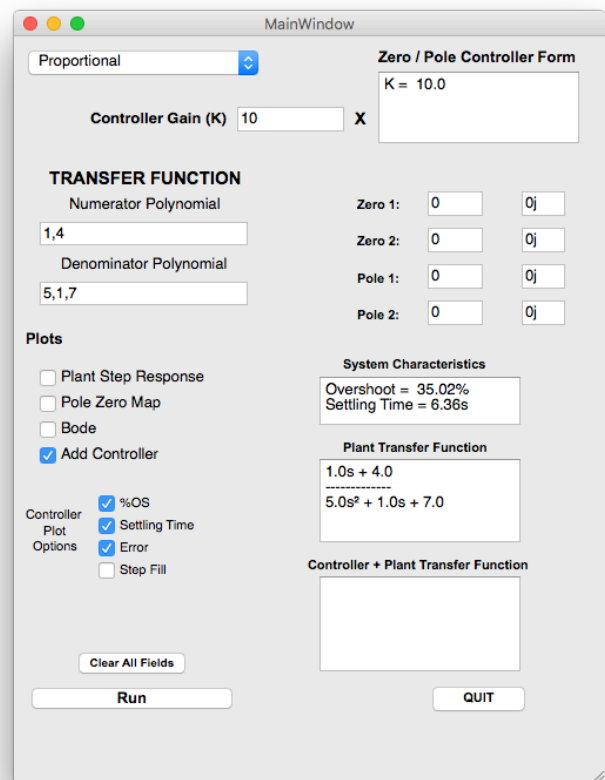 MainWindow
Proportional
Zero / Pole Controller Form
K = 10.0
Controller Gain (K) 10 X
TRANSFER FUNCTION
Numerator Polynomial
1,4
Denominator Polynomial
5,1,7
Zero 1: 0 0j
Zero 2: 0 0j
Pole 1: 0 0j
Pole 2: 0 0j
Plots
Plant Step Response
Pole Zero Map
Bode
Add Controller
Controller
Plot
Options
%OS
Settling Time
Error
Step Fill
System Characteristics
Overshoot = 35.02%
Settling Time = 6.36s
Plant Transfer Function
1.0s + 4.0
-------------
5.0s² + 1.0s + 7.0
Controller + Plant Transfer Function
Clear All Fields
Run
QUIT